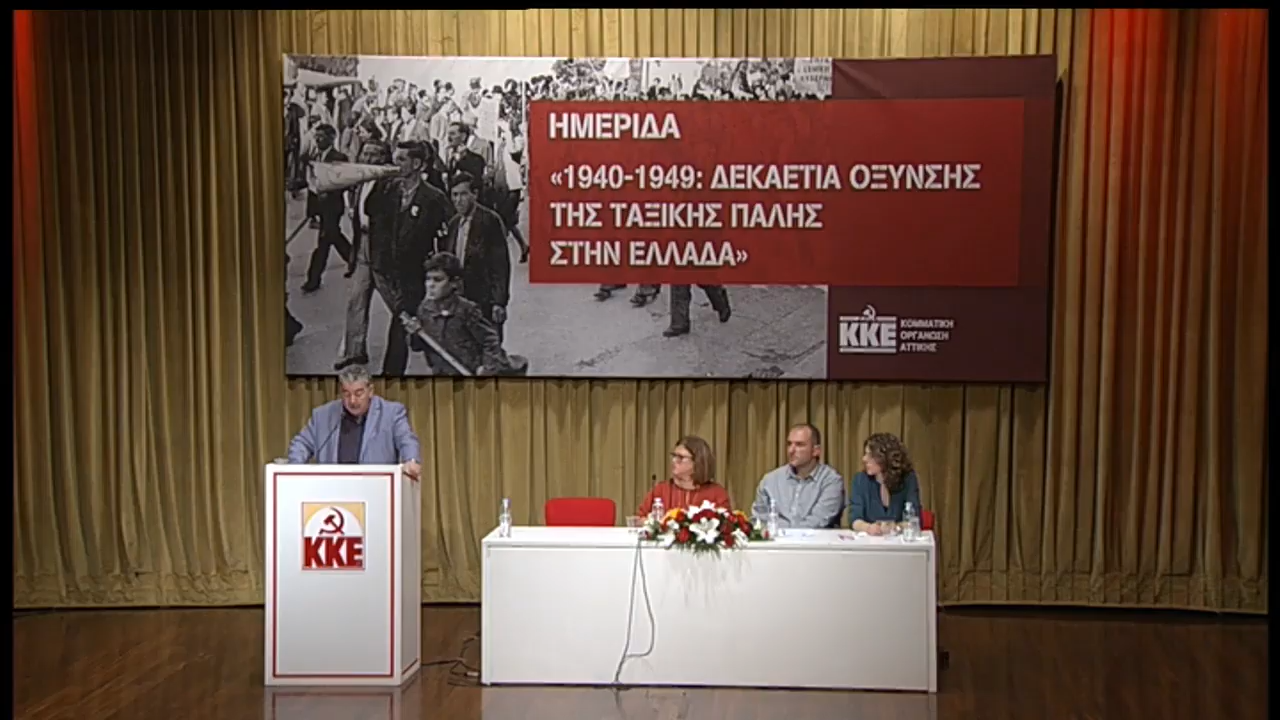 ΗΜΕΡΙΔΑ
«1940-1949: ΔΕΚΑΕΤΙΑ ΟΞΥΝΣΗΣ
ΤΗΣ ΤΑΞΙΚΗΣ ΠΑΛΗΣ
ΣΤΗΝ ΕΛΛΑΔΑ»
ΚΚΕ
ΚΟΜΜΑΤΙΚΗ
ΟΡΓΑΝΩΣΗ
ΑΤΤΙΚΗΣ
ΚΚΕ